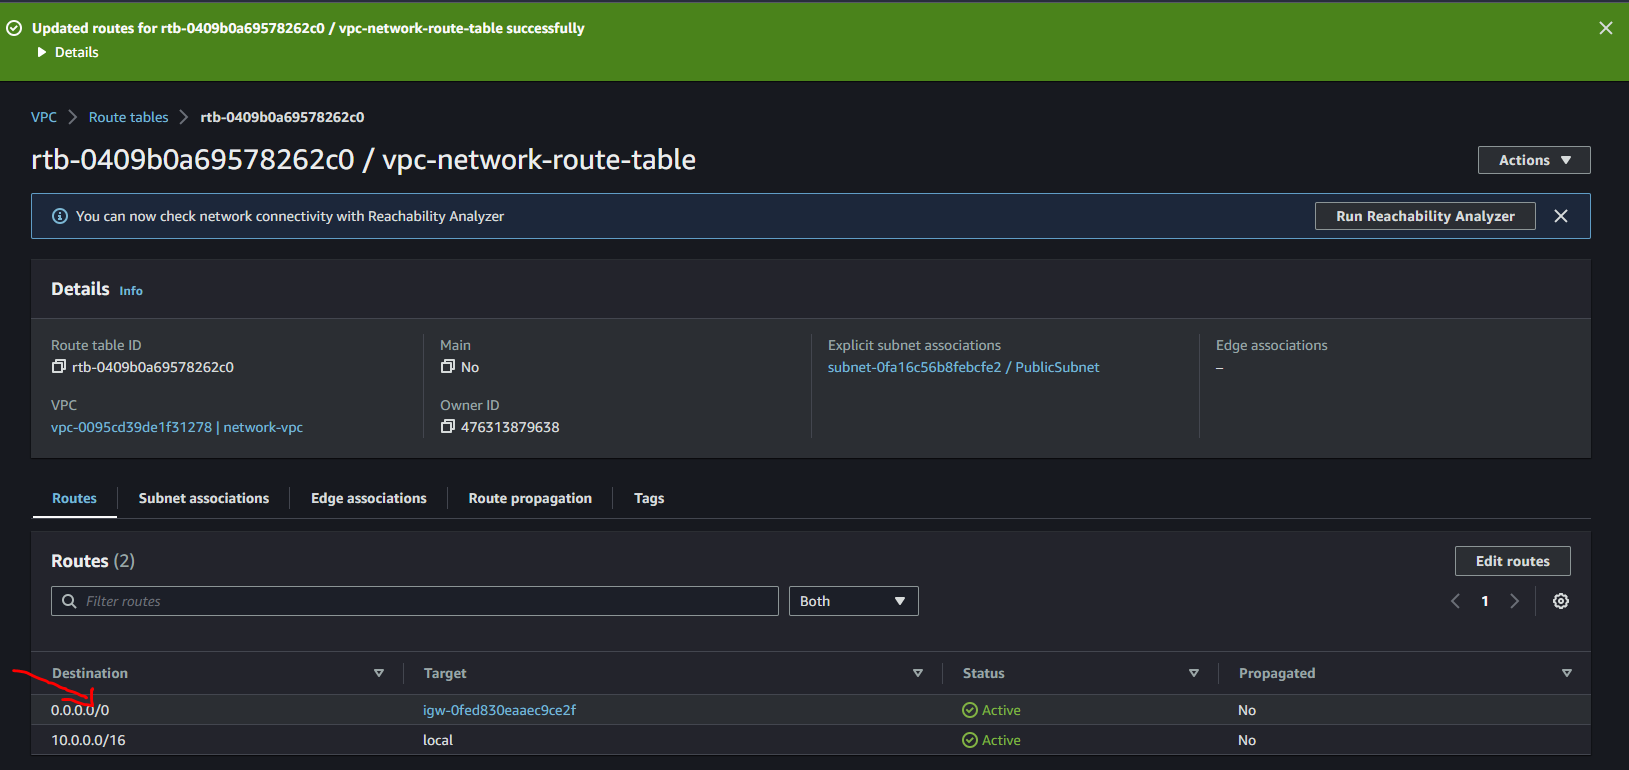 Updated routes for rtb-0409b0a69578262c0 / vpc-network-route-table successfully
Details
VPC Route tables rtb-0409b0a69578262c0
rtb-0409b0a69578262c0 / vpc-network-route-table
Actions
You can now check network connectivity with Reachability Analyzer
Run Reachability Analyzer
Details Info
Route table ID
rtb-0409b0a69578262c0
VPC
vpc-0095cd39de1f31278 | network-vpc
Main
No
Owner ID
476313879638
Explicit subnet associations
subnet-0fa16c56b8febcfe2 / PublicSubnet
Edge associations
–
Routes Subnet associations Edge associations Route propagation Tags
Routes (2)
Edit routes
Filter routes
Both
1
Destination Target Status Propagated
0.0.0.0/0 igw-0fed830eaaec9ce2f Active No
10.0.0.0/16 local Active No